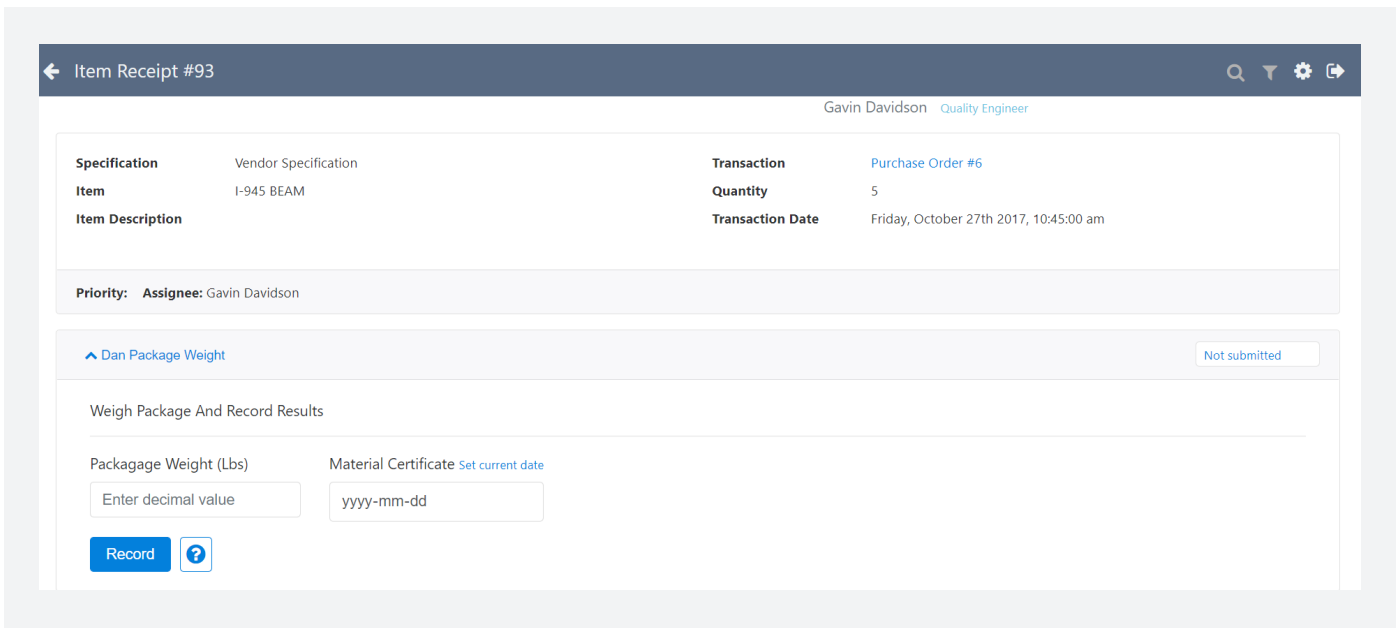 Item Receipt #93
Gavin Davidson Quality Engineer
Specification Vendor Specification Transaction Purchase Order #6
Item I-945 BEAM Quantity 5
Item Description Transaction Date Friday, October 27th 2017, 10:45:00 am
Priority: Assignee: Gavin Davidson
Dan Package Weight Not submitted
Weigh Package And Record Results
Packagage Weight (Lbs) Material Certificate Set current date
Enter decimal value yyyy-mm-dd
Record ?